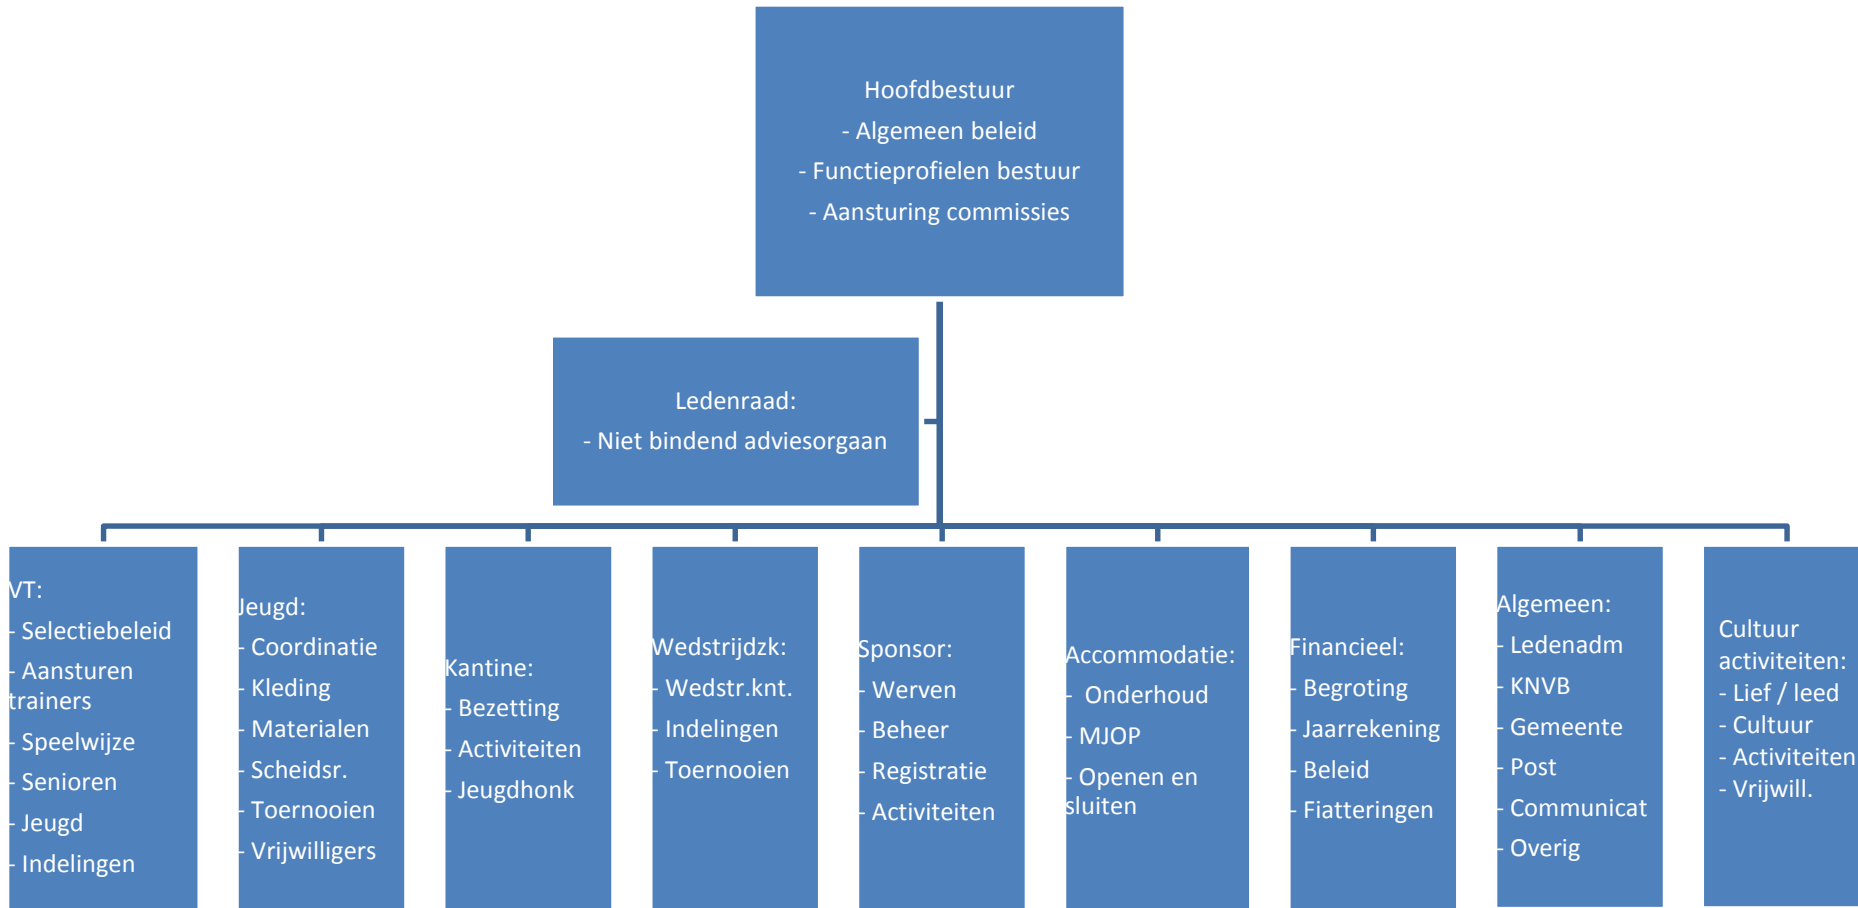 Hoofdbestuur
- Algemeen beleid
- Functieprofielen bestuur
- Aansturing commissies
Ledenraad:
- Niet bindend adviesorgaan
VT:
- Selectiebeleid
- Aansturen
trainers
- Speelwijze
- Senioren
- Jeugd
- Indelingen
Jeugd:
- Coordinatie
- Kleding
- Materialen
- Scheidsr.
- Toernooien
- Vrijwilligers
Kantine:
- Bezetting
- Activiteiten
- Jeugdhonk
Wedstrijdzk:
- Wedstr.knt.
- Indelingen
- Toernooien
Sponsor:
- Werven
- Beheer
- Registratie
- Activiteiten
Accommodatie:
- Onderhoud
- MJOP
- Openen en
sluiten
Financieel:
- Begroting
- Jaarrekening
- Beleid
- Fiatteringen
Algemeen:
- Ledenadm
- KNVB
- Gemeente
- Post
- Communicat
- Overig
Cultuur
activiteiten:
- Lief / leed
- Cultuur
- Activiteiten
- Vrijwill.